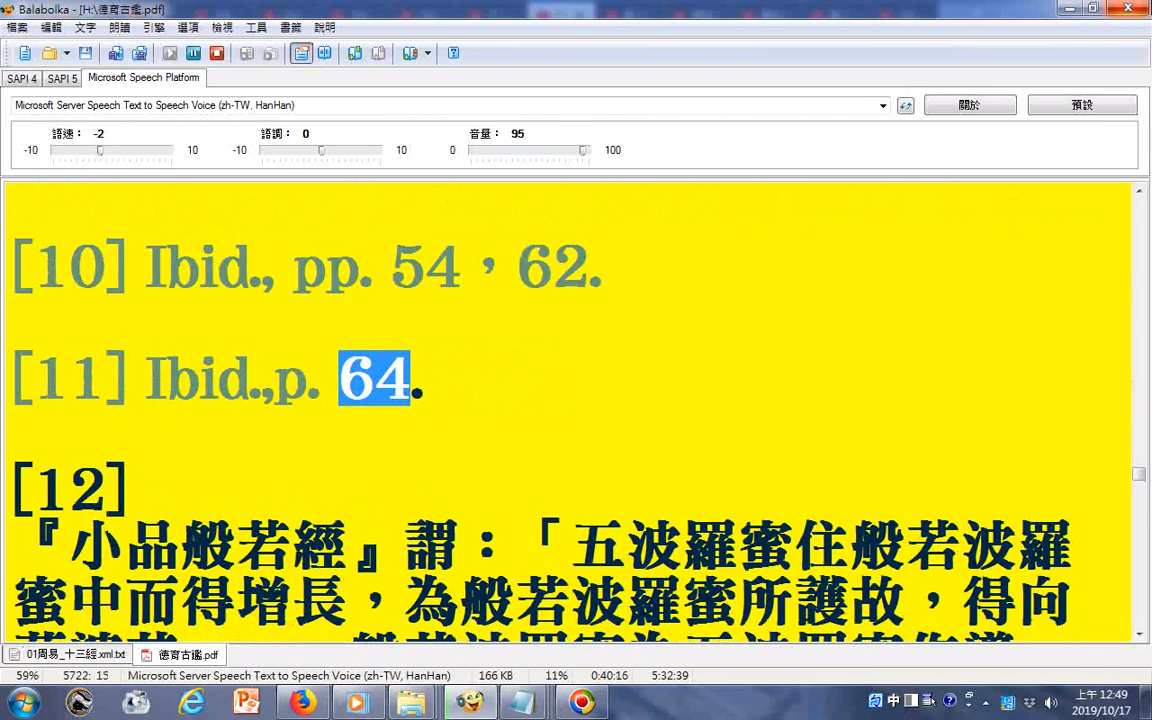 Balabolka - [H:\德育古鑑.pdf]
檔案 編輯 文字 朗讀 引擎 選項 檢視 工具 書籤 說明
SAPI 4 SAPI 5 Microsoft Speech Platform
Microsoft Server Speech Text to Speech Voice (zh-TW, HanHan) 關於 預設
語速： -2 語調： 0 音量： 95
-10 10 -10 10 0 100
[10] Ibid., pp. 54，62.
[11] Ibid.,p. 64.
[12]
『小品般若經』謂：「五波羅蜜住般若波羅
蜜中而得增長，為般若波羅蜜所護故，得向
01周易_十三經.xml.txt 德育古鑑.pdf
59% 5722: 15 Microsoft Server Speech Text to Speech Voice (zh-TW, HanHan) 166 KB 11% 0:40:16 5:32:39
中 上午 12:49
2019/10/17